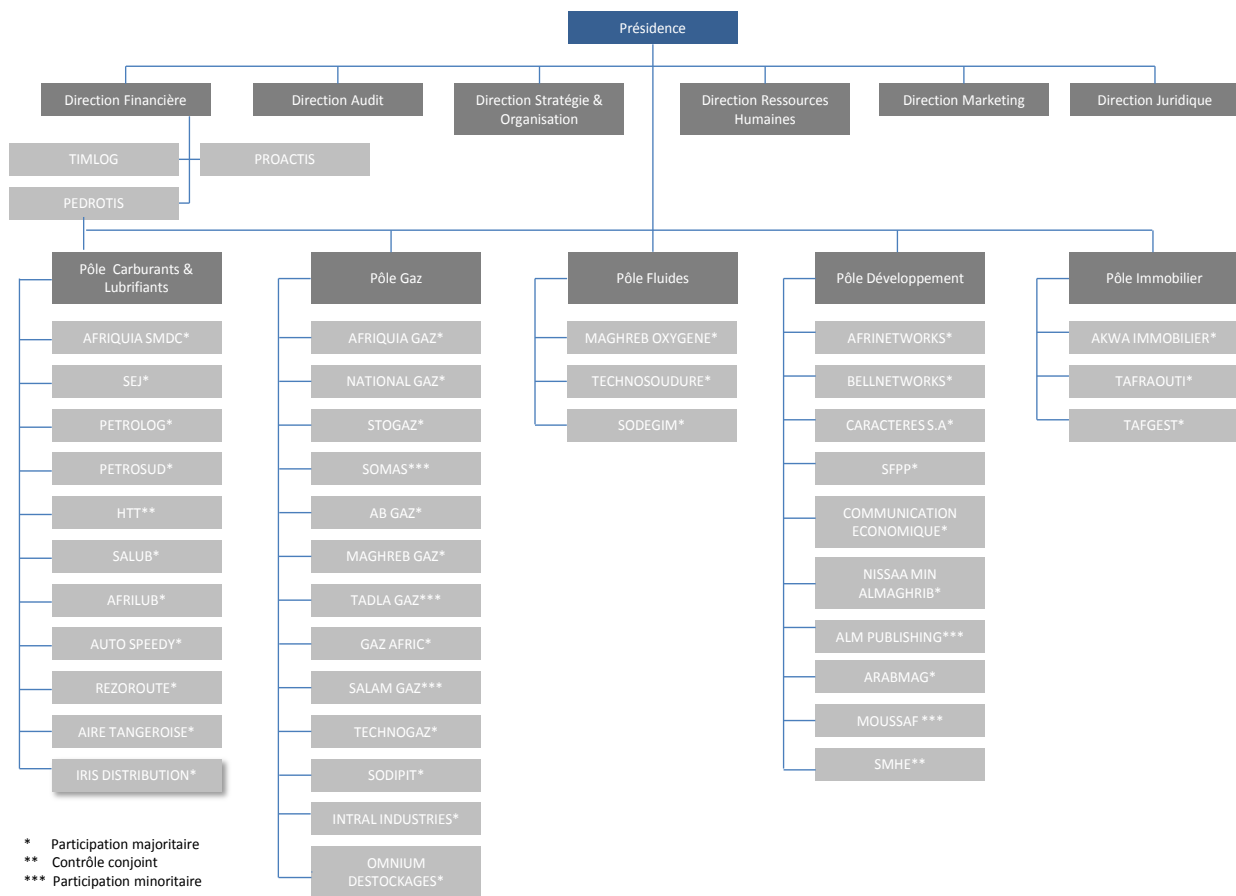 Présidence
Direction Financière
Direction Audit
Direction Stratégie &
Organisation
Direction Ressources
Humaines
Direction Marketing
Direction Juridique
TIMLOG
PROACTIS
PEDROTIS
Pôle Carburants &
Lubrifiants
AFRIQUIA SMDC*
SEJ*
PETROLOG*
PETROSUD*
HTT**
SALUB*
AFRILUB*
AUTO SPEEDY*
REZOROUTE*
AIRE TANGEROISE*
IRIS DISTRIBUTION*
Pôle Gaz
AFRIQUIA GAZ*
NATIONAL GAZ*
STOGAZ*
SOMAS***
AB GAZ*
MAGHREB GAZ*
TADLA GAZ***
GAZ AFRIC*
SALAM GAZ***
TECHNOGAZ*
SODIPIT*
INTRAL INDUSTRIES*
OMNIUM
DESTOCKAGES*
Pôle Fluides
MAGHREB OXYGENE*
TECHNOSOUDURE*
SODEGIM*
Pôle Développement
AFRINETWORKS*
BELLNETWORKS*
CARACTERES S.A*
SFPP*
COMMUNICATION
ECONOMIQUE*
NISSAA MIN
ALMAGHRIB*
ALM PUBLISHING***
ARABMAG*
MOUSSAF ***
SMHE**
Pôle Immobilier
AKWA IMMOBILIER*
TAFRAOUTI*
TAFGEST*
* Participation majoritaire
** Contrôle conjoint
*** Participation minoritaire